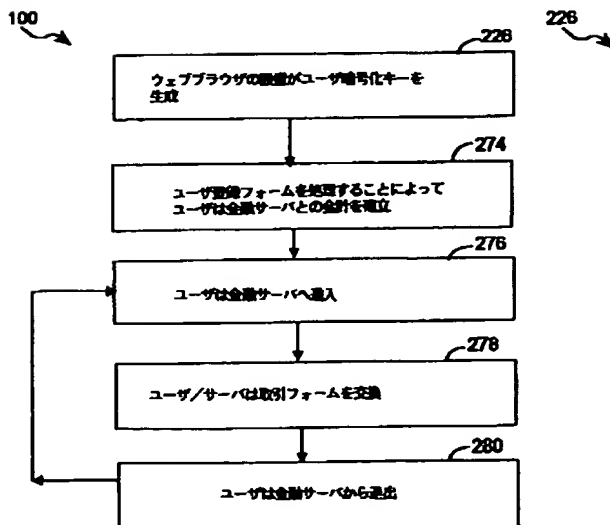 100
226
226
ウェブブラウザの設置がユーザ暗号化キーを
生成
274
ユーザ登録フォームを処理することによって
ユーザは金融サーバとの会計を確立
276
ユーザは金融サーバへ進入
278
ユーザ／サーバは取引フォームを交換
280
ユーザは金融サーバから退出